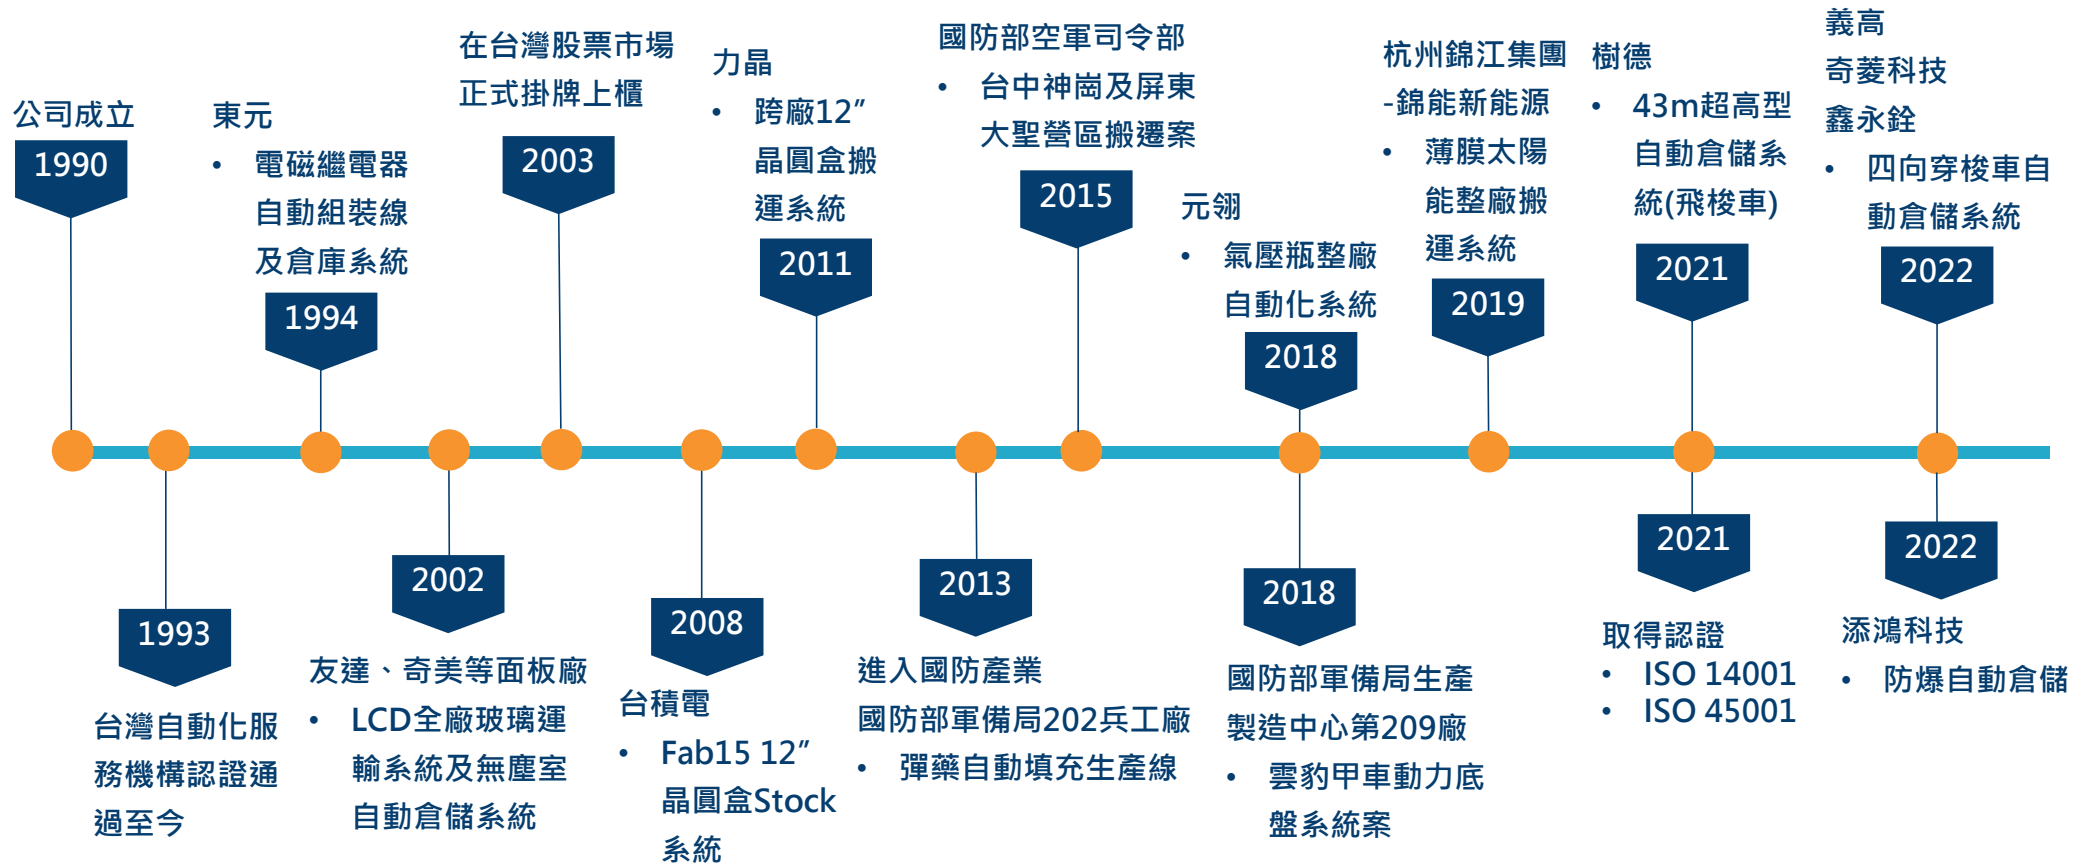 公司成立
1990
東元
• 電磁繼電器
自動組裝線
及倉庫系統
1994
在台灣股票市場
正式掛牌上櫃
2003
力晶
• 跨廠12”
晶圓盒搬
運系統
2011
國防部空軍司令部
• 台中神崗及屏東
大聖營區搬遷案
2015
元翎
• 氣壓瓶整廠
自動化系統
2018
杭州錦江集團
-錦能新能源
• 薄膜太陽
能整廠搬
運系統
2019
樹德
• 43m超高型
自動倉儲系
統(飛梭車)
2021
義高
奇菱科技
鑫永銓
• 四向穿梭車自
動倉儲系統
2022
1993
台灣自動化服
務機構認證通
過至今
2002
友達、奇美等面板廠
• LCD全廠玻璃運
輸系統及無塵室
自動倉儲系統
2008
台積電
• Fab15 12”
晶圓盒Stock
系統
2013
進入國防產業
國防部軍備局202兵工廠
• 彈藥自動填充生產線
2018
國防部軍備局生產
製造中心第209廠
• 雲豹甲車動力底
盤系統案
2021
取得認證
• ISO 14001
• ISO 45001
2022
添鴻科技
• 防爆自動倉儲